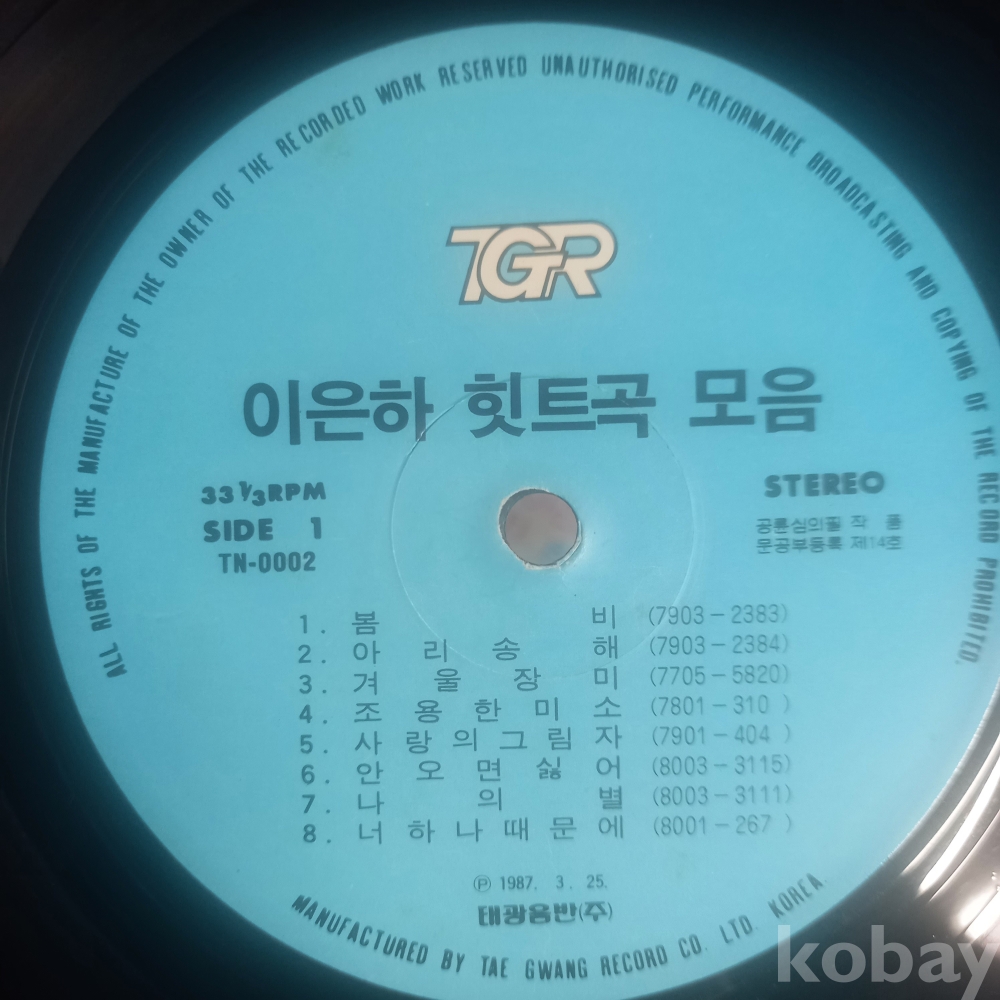 ALL RIGHTS OF THE MANUFACTURE OF THE OWNER OF THE RECORDED WORK RESERVED UNAUTHORISED PERFORMANCE BROADCASTING AND COPYING OF THE RECORD PROHIBITED.
TGR
이은하 힛트곡 모음
33 1/3 RPM
SIDE 1
TN-0002
STEREO
공륜심의필 작품
문공부등록 제14호
1. 봄비 (7903-2383)
2. 아리송해 (7903-2384)
3. 겨울장미 (7705-5820)
4. 조용한미소 (7801-310 )
5. 사랑의그림자 (7901-404 )
6. 안오면싫어 (8003-3115)
7. 나의별 (8003-3111)
8. 너하나때문에 (8001-267 )
Ⓟ 1987. 3. 25.
태광음반(주)
MANUFACTURED BY TAE GWANG RECORD CO. LTD. KOREA.
kobay